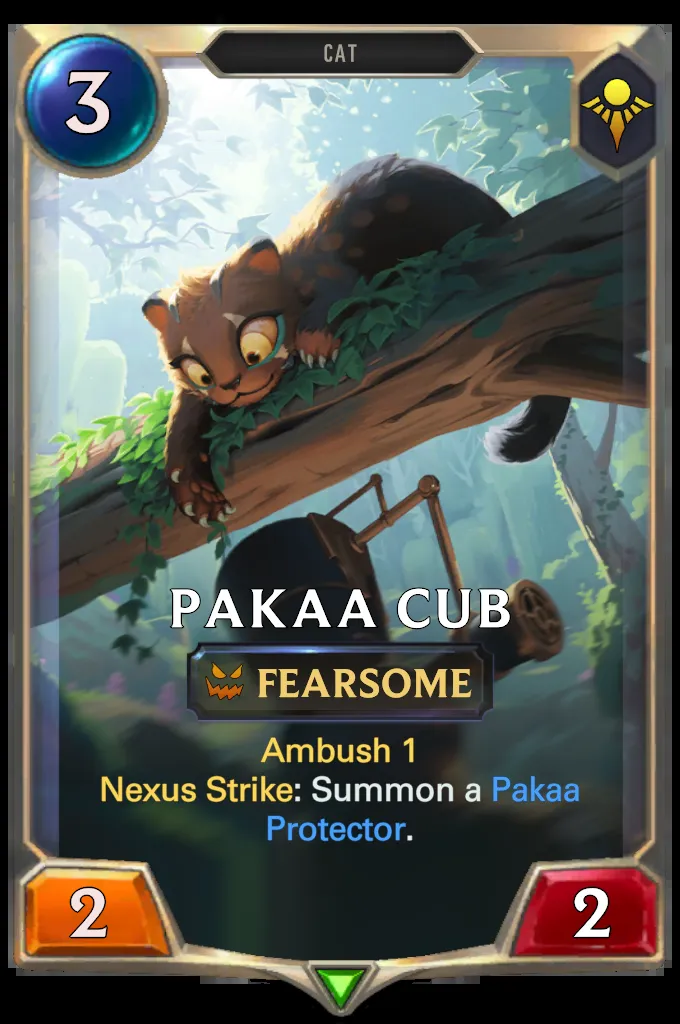 CAT
3
PAKAA CUB
FEARSOME
Ambush 1
Nexus Strike: Summon a Pakaa
Protector.
2
2